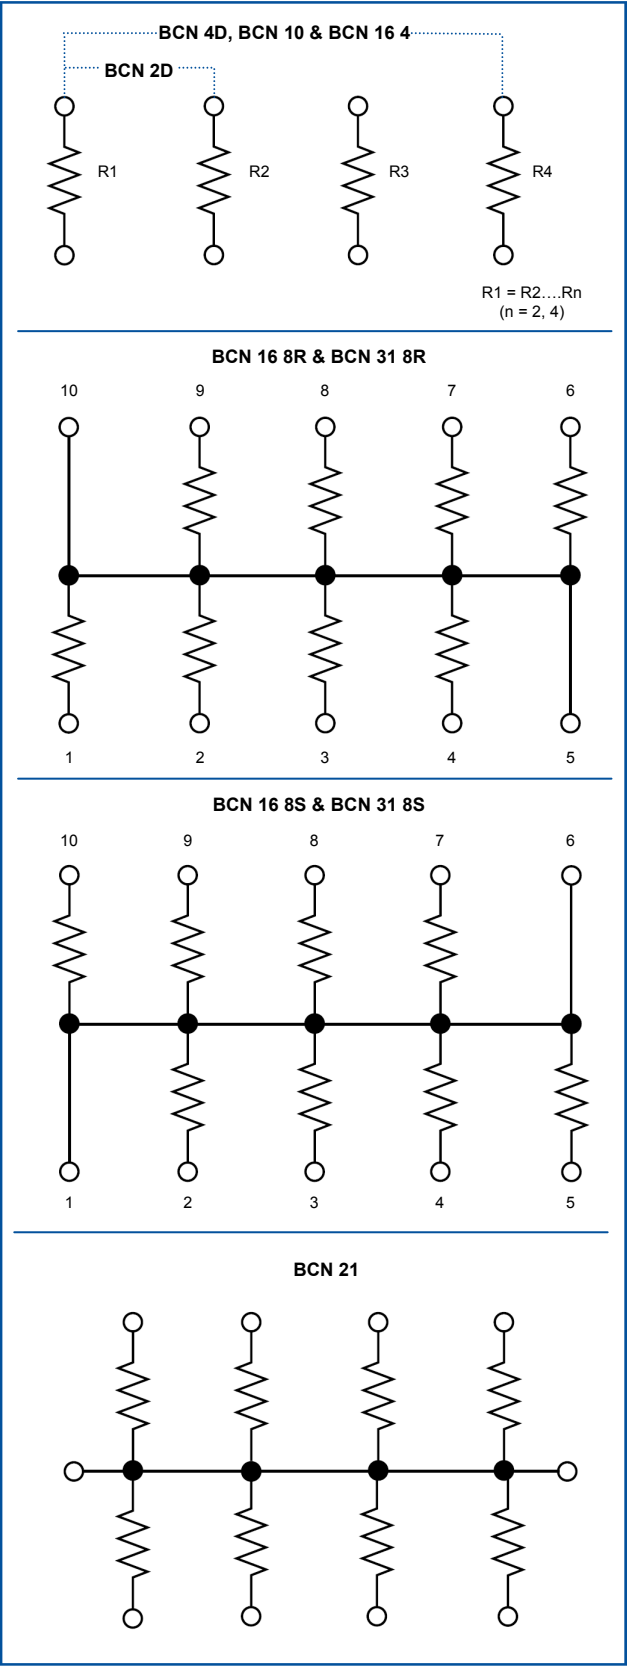 BCN 4D, BCN 10 & BCN 16 4
BCN 2D
R1 R2 R3 R4
R1 = R2....Rn
(n = 2, 4)
BCN 16 8R & BCN 31 8R
10 9 8 7 6
1 2 3 4 5
BCN 16 8S & BCN 31 8S
10 9 8 7 6
1 2 3 4 5
BCN 21